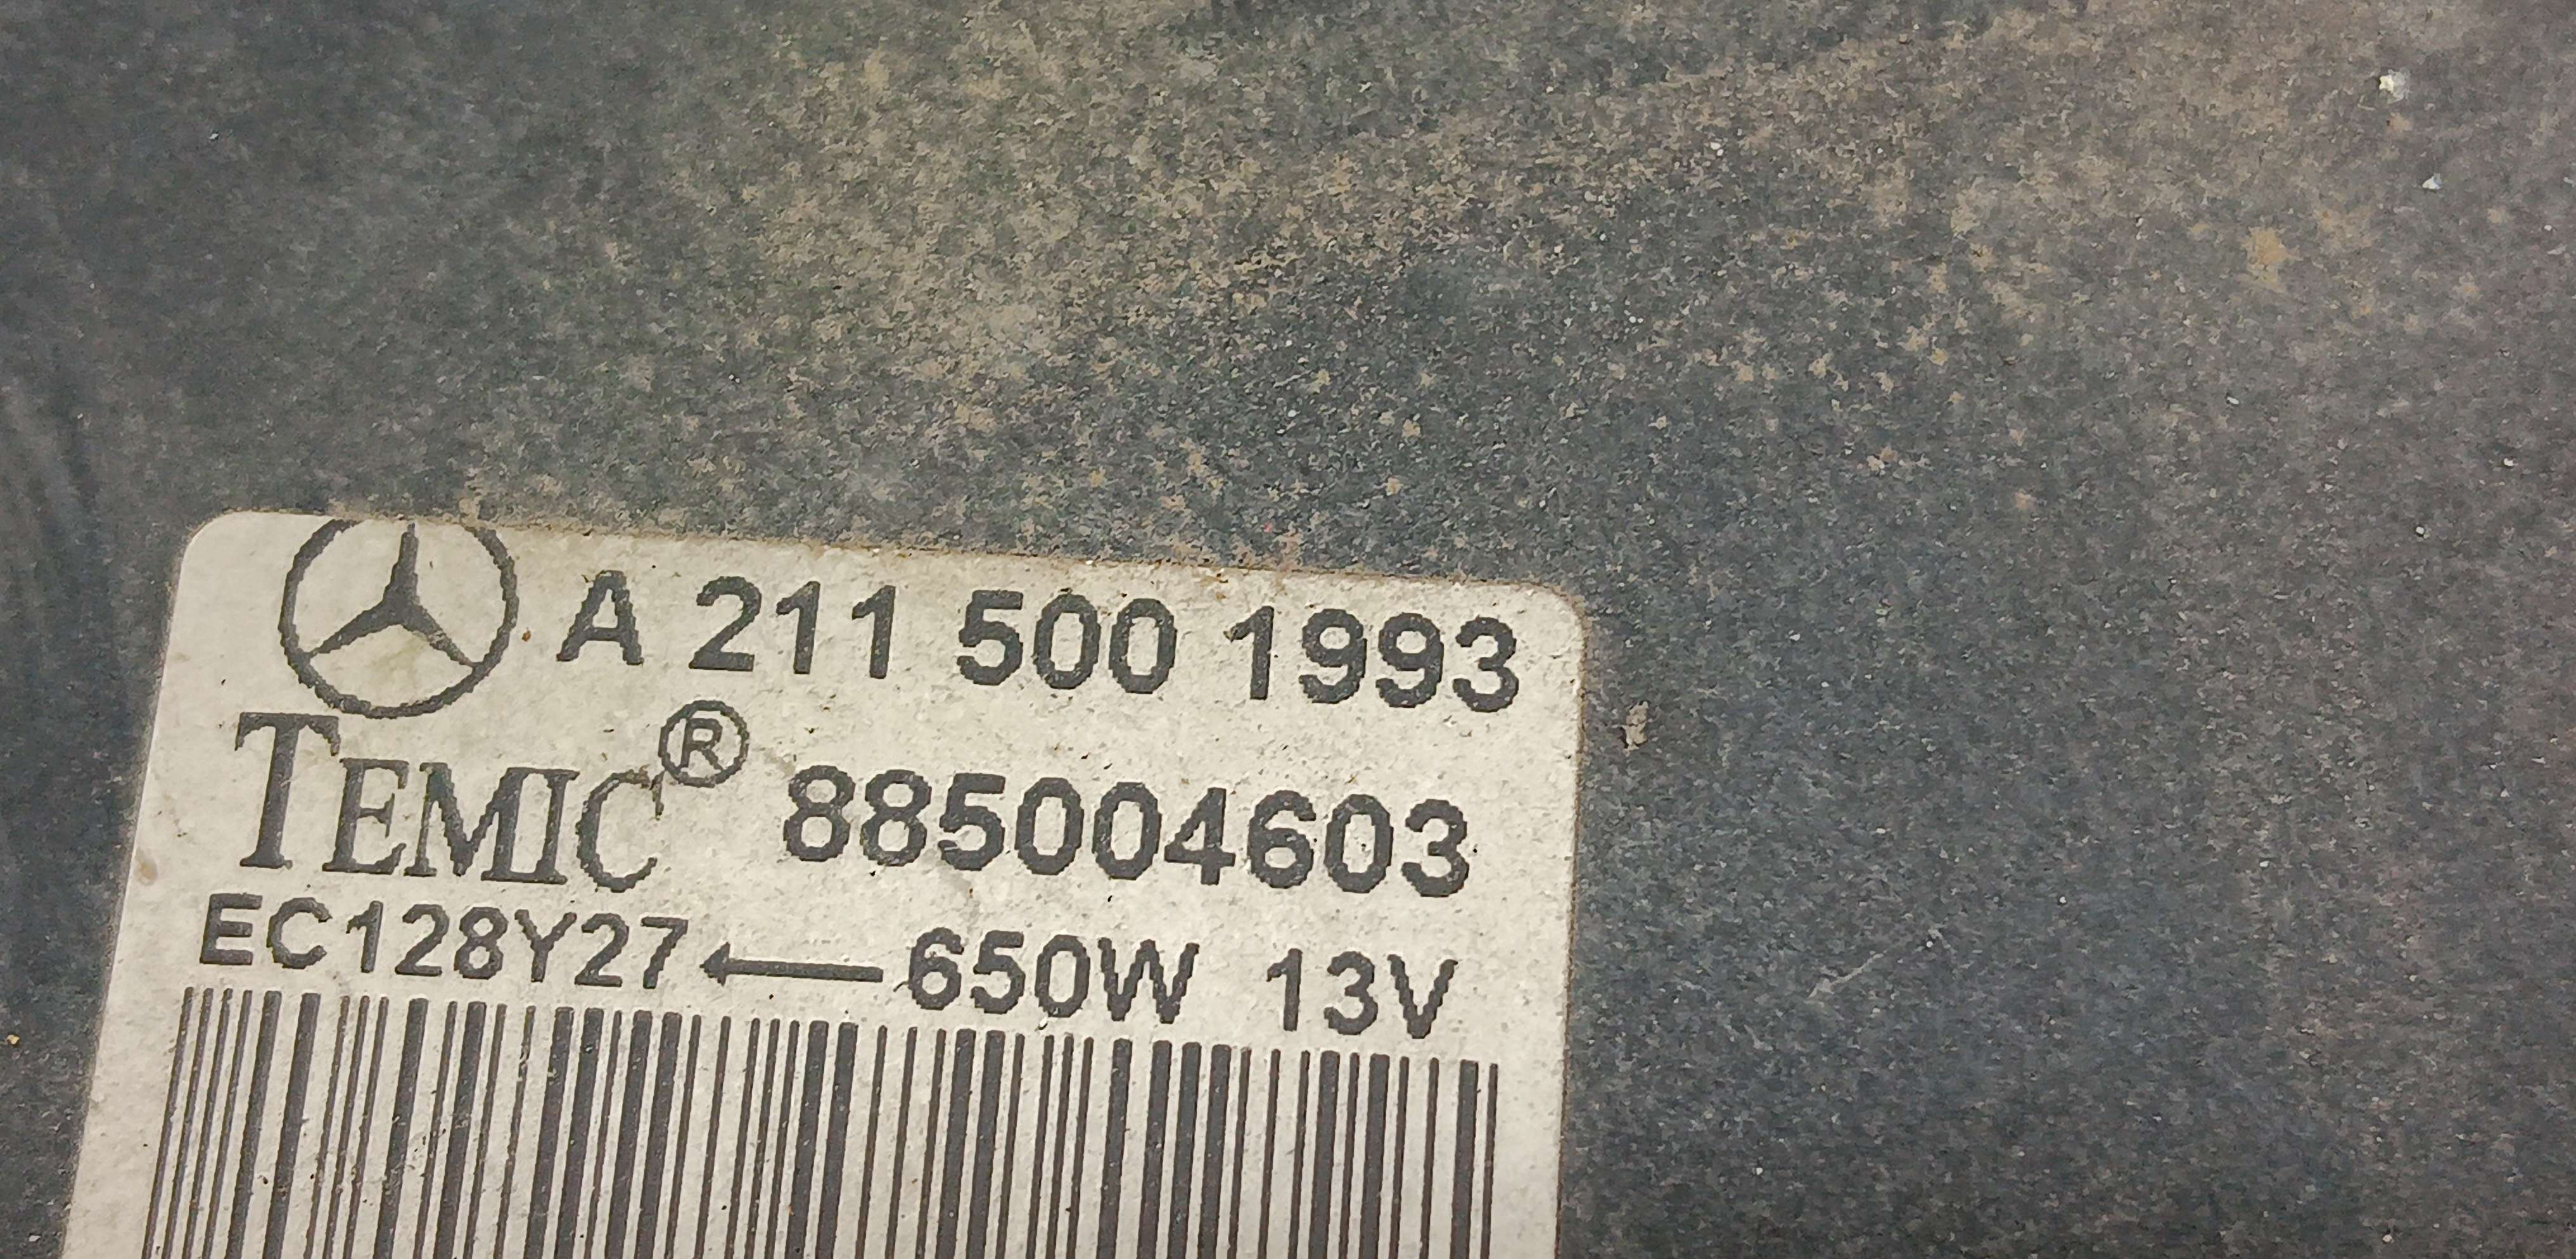 A 211 500 1993
TEMIC® 885004603
EC128Y27←650W 13V